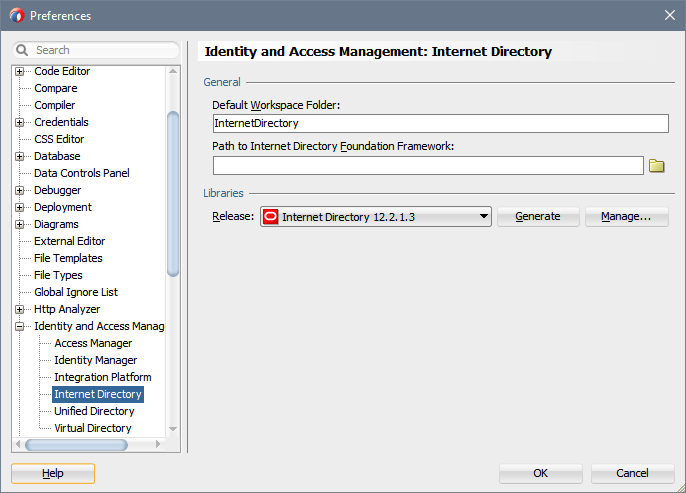 Preferences
Search
Identity and Access Management: Internet Directory
Code Editor
Compare
Compiler
Credentials
CSS Editor
Database
Data Controls Panel
Debugger
Deployment
Diagrams
External Editor
File Templates
File Types
Global Ignore List
Http Analyzer
Identity and Access Manag
Access Manager
Identity Manager
Integration Platform
Internet Directory
Unified Directory
Virtual Directory
General
Default Workspace Folder:
InternetDirectory
Path to Internet Directory Foundation Framework:
Libraries
Release: Internet Directory 12.2.1.3 Generate Manage...
Help OK Cancel